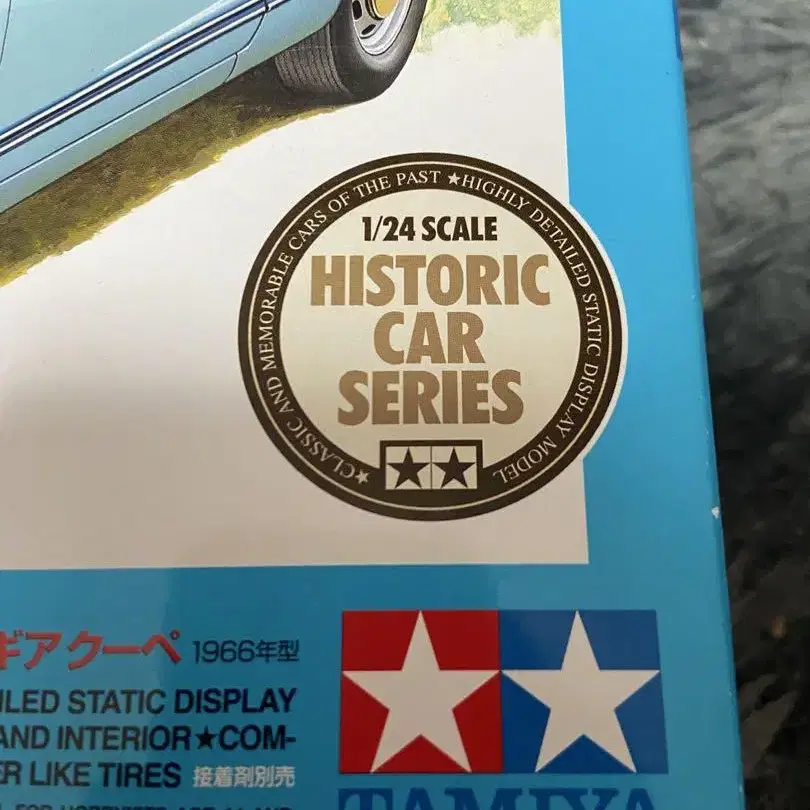 ★CLASSIC AND MEMORABLE CARS OF THE PAST ★HIGHLY DETAILED STATIC DISPLAY MODEL
1/24 SCALE
HISTORIC
CAR
SERIES
ギアクーペ 1966年型
ILED STATIC DISPLAY
AND INTERIOR★COM-
ER LIKE TIRES 接着剤別売
TAMIYA